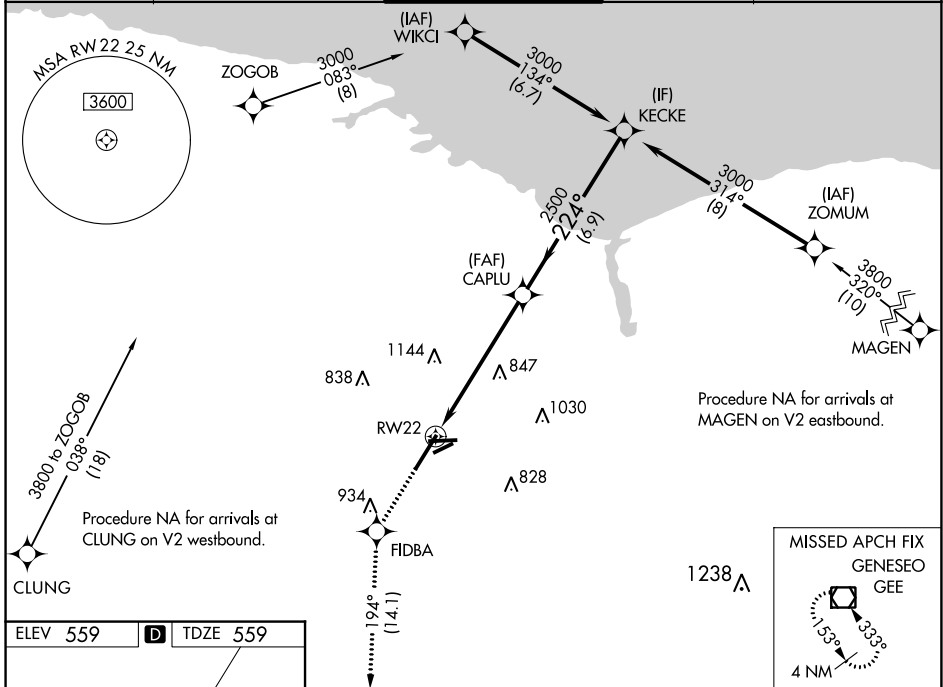 (IAF)
WIKCI
MSA RW22 25 NM
3600
ZOGOB
3000
083°
(8)
3000
134°
(6.7)
(IF)
KECKE
3000
314°
(8)
(IAF)
ZOMUM
2500
224°
(6.9)
(FAF)
CAPLU
3800
320°
(10)
MAGEN
1144
847
838
1030
RW22
828
934
FIDBA
Procedure NA for arrivals at
MAGEN on V2 eastbound.
3800 to ZOGOB
038°
(18)
Procedure NA for arrivals at
CLUNG on V2 westbound.
CLUNG
194°
(14.1)
1238
MISSED APCH FIX
GENESEO
GEE
153°
333°
4 NM
ELEV 559 D TDZE 559